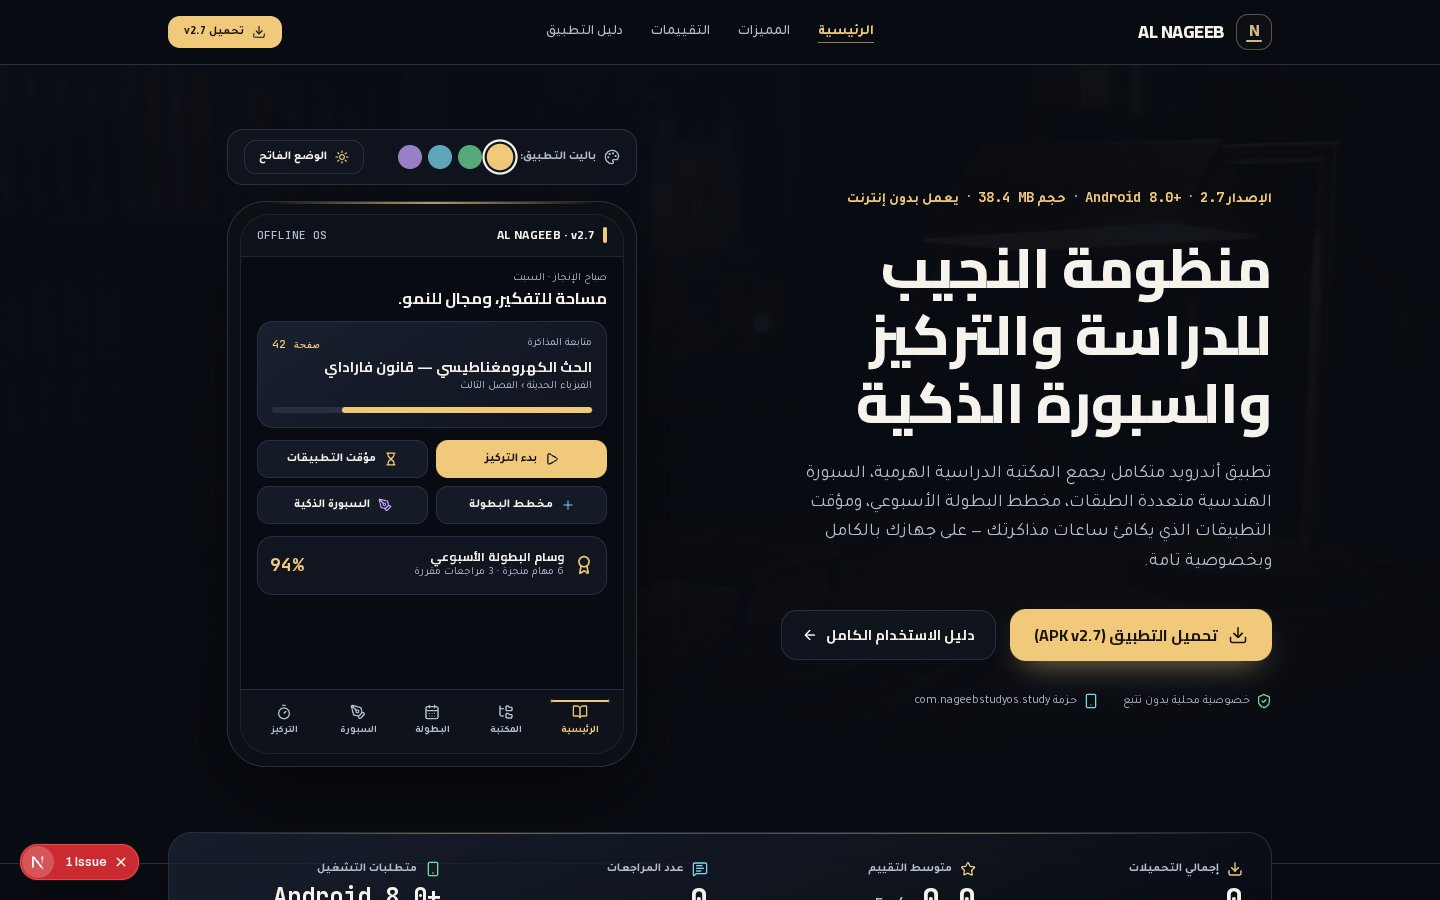 AL NAGEEB
N
الرئيسية
المميزات
التقييمات
دليل التطبيق
تحميل v2.7
الإصدار 2.7 · Android 8.0+ · حجم 38.4 MB · يعمل بدون إنترنت
منظومة النجيب
للدراسة والتركيز
والسبورة الذكية
تطبيق أندرويد متكامل يجمع المكتبة الدراسية الهرمية، السبورة
الهندسية متعددة الطبقات، مخطط البطولة الأسبوعي، ومؤقت
التطبيقات الذي يكافئ ساعات مذاكرتك — على جهازك بالكامل
وبخصوصية تامة.
تحميل التطبيق (APK v2.7)
دليل الاستخدام الكامل
خصوصية محلية بدون تتبع
حزمة com.nageebstudyos.study
باليت التطبيق:
الوضع الفاتح
AL NAGEEB · v2.7
OFFLINE OS
صباح الإنجاز · السبت
مساحة للتفكير، ومجال للنمو.
متابعة المذاكرة
صفحة 42
الحث الكهرومغناطيسي — قانون فاراداي
الفيزياء الحديثة › الفصل الثالث
بدء التركيز
مؤقت التطبيقات
مخطط البطولة
السبورة الذكية
وسام البطولة الأسبوعي
6 مهام منجزة · 3 مراجعات مقررة
94%
الرئيسية
المكتبة
البطولة
السبورة
التركيز
إجمالي التحميلات
متوسط التقييم
عدد المراجعات
متطلبات التشغيل
Android 8.0+
1 Issue